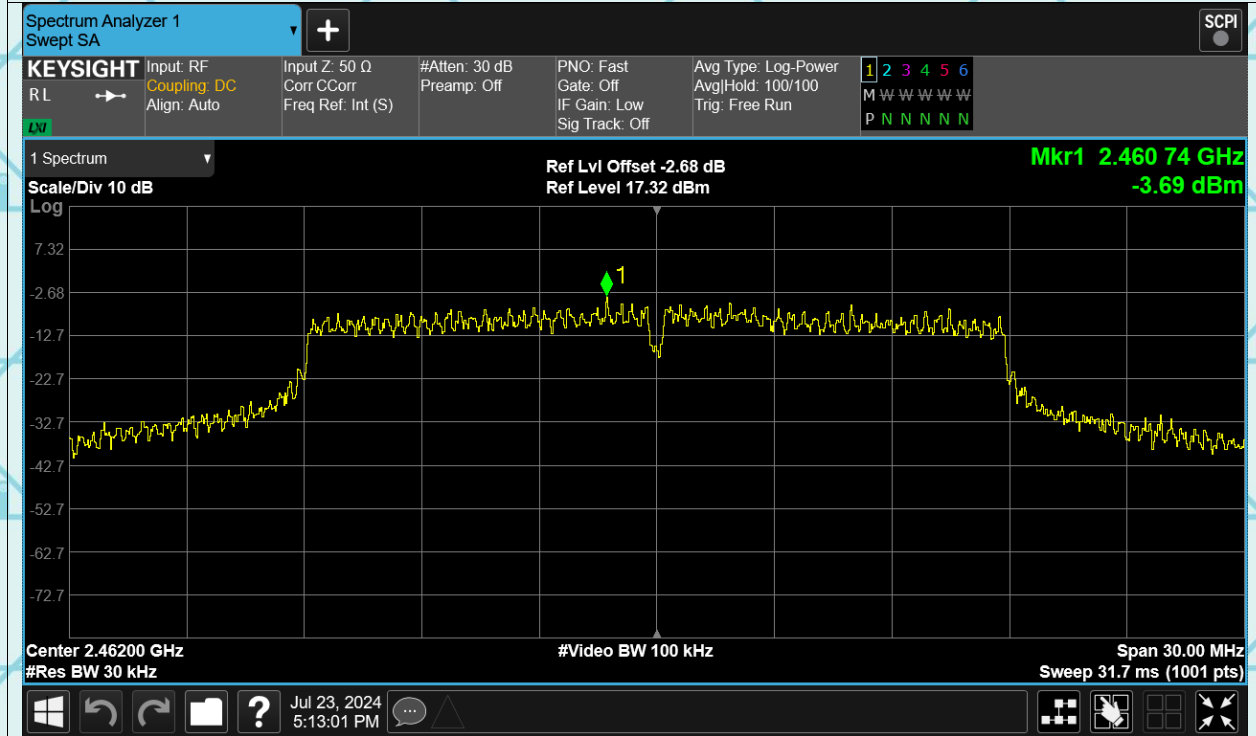 Spectrum Analyzer 1
Swept SA
▼
+
SCPI
KEYSIGHT
RL
LXI
Input: RF
Coupling: DC
Align: Auto
Input Z: 50 Ω
Corr CCorr
Freq Ref: Int (S)
#Atten: 30 dB
Preamp: Off
PNO: Fast
Gate: Off
IF Gain: Low
Sig Track: Off
Avg Type: Log-Power
Avg|Hold: 100/100
Trig: Free Run
1 2 3 4 5 6
M W W W W W
P N N N N N
1 Spectrum ▼
Scale/Div 10 dB
Log
Ref Lvl Offset -2.68 dB
Ref Level 17.32 dBm
Mkr1 2.460 74 GHz
-3.69 dBm
1
7.32
-2.68
-12.7
-22.7
-32.7
-42.7
-52.7
-62.7
-72.7
Center 2.46200 GHz
#Res BW 30 kHz
#Video BW 100 kHz
Span 30.00 MHz
Sweep 31.7 ms (1001 pts)
?
Jul 23, 2024
5:13:01 PM